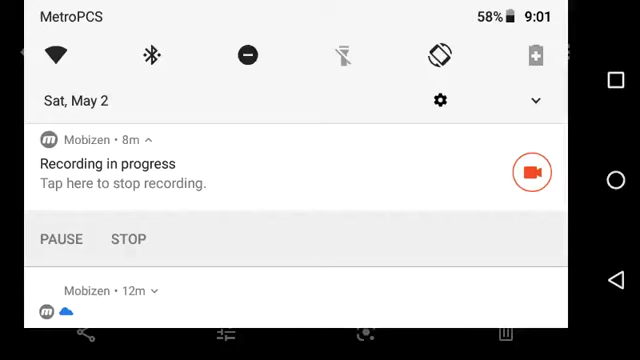 MetroPCS 58% 9:01
Sat, May 2
Mobizen • 8m
Recording in progress
Tap here to stop recording.
PAUSE STOP
Mobizen • 12m